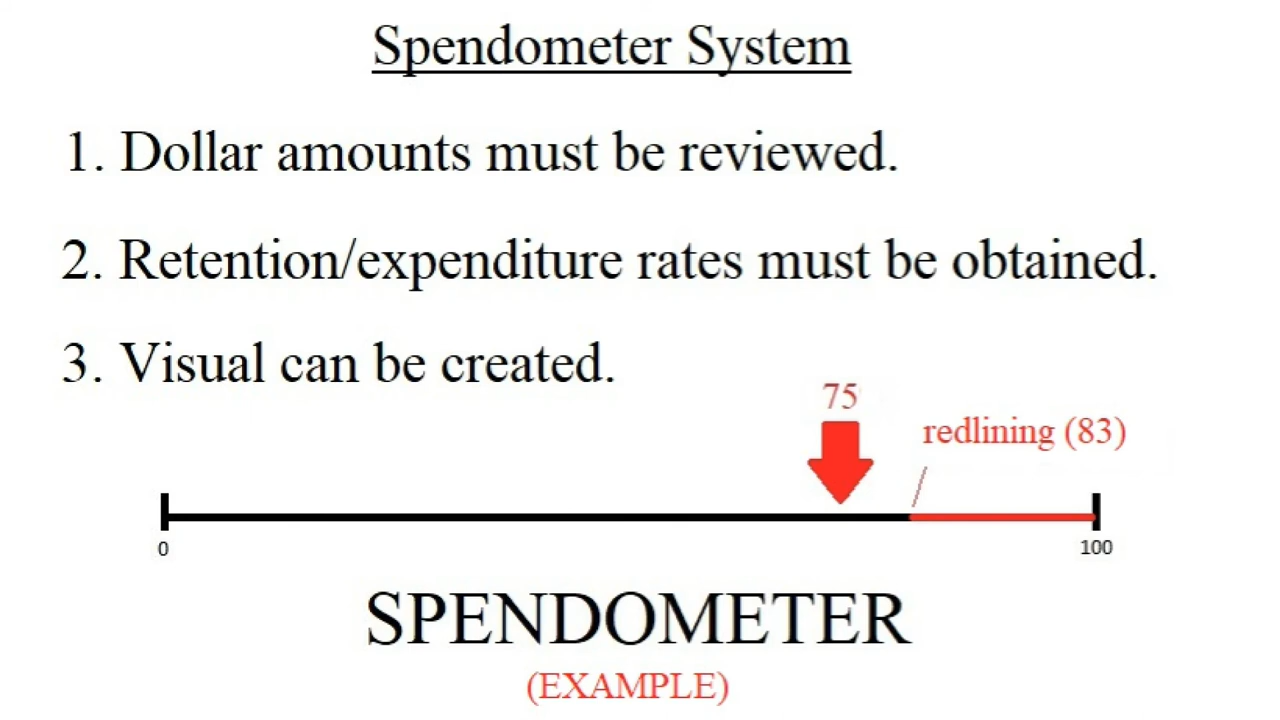 Spendometer System
1. Dollar amounts must be reviewed.
2. Retention/expenditure rates must be obtained.
3. Visual can be created.
75
redlining (83)
0
100
SPENDOMETER
(EXAMPLE)